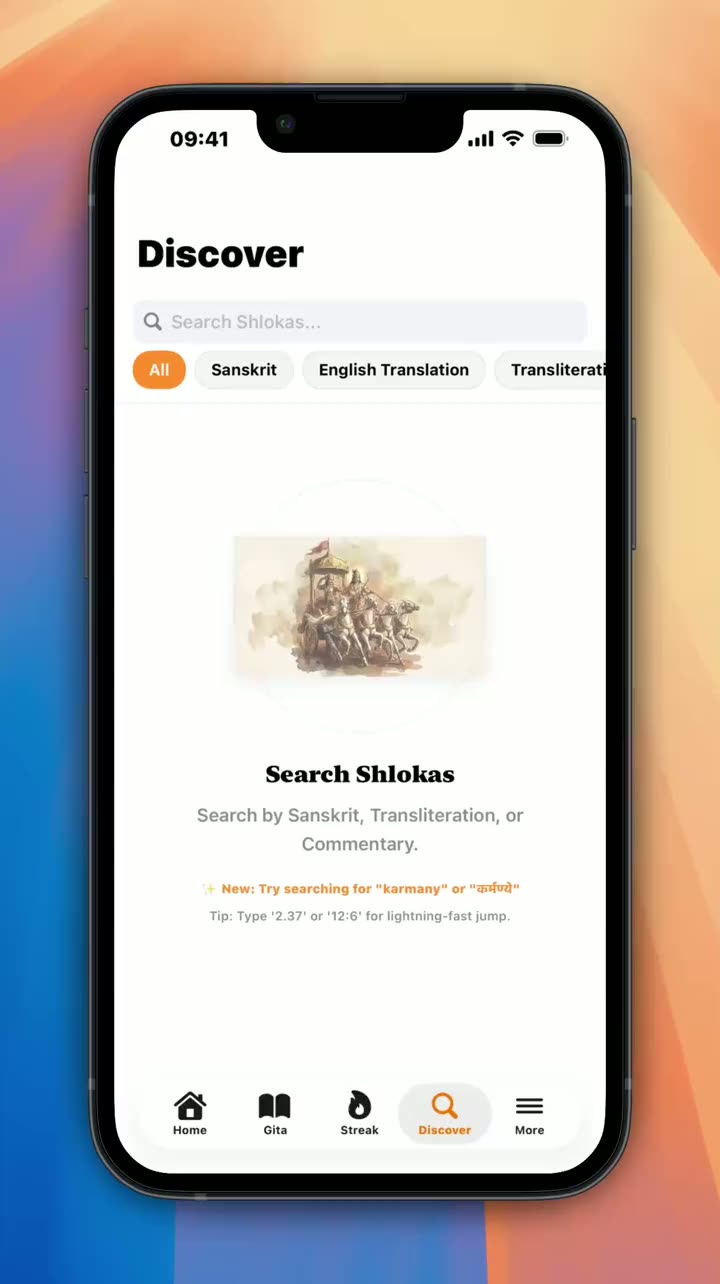 09:41
Discover
Search Shlokas...
All Sanskrit English Translation Transliterati
Search Shlokas
Search by Sanskrit, Transliteration, or
Commentary.
✨ New: Try searching for "karmany" or "कर्मण्ये"
Tip: Type '2.37' or '12:6' for lightning-fast jump.
Home Gita Streak Discover More